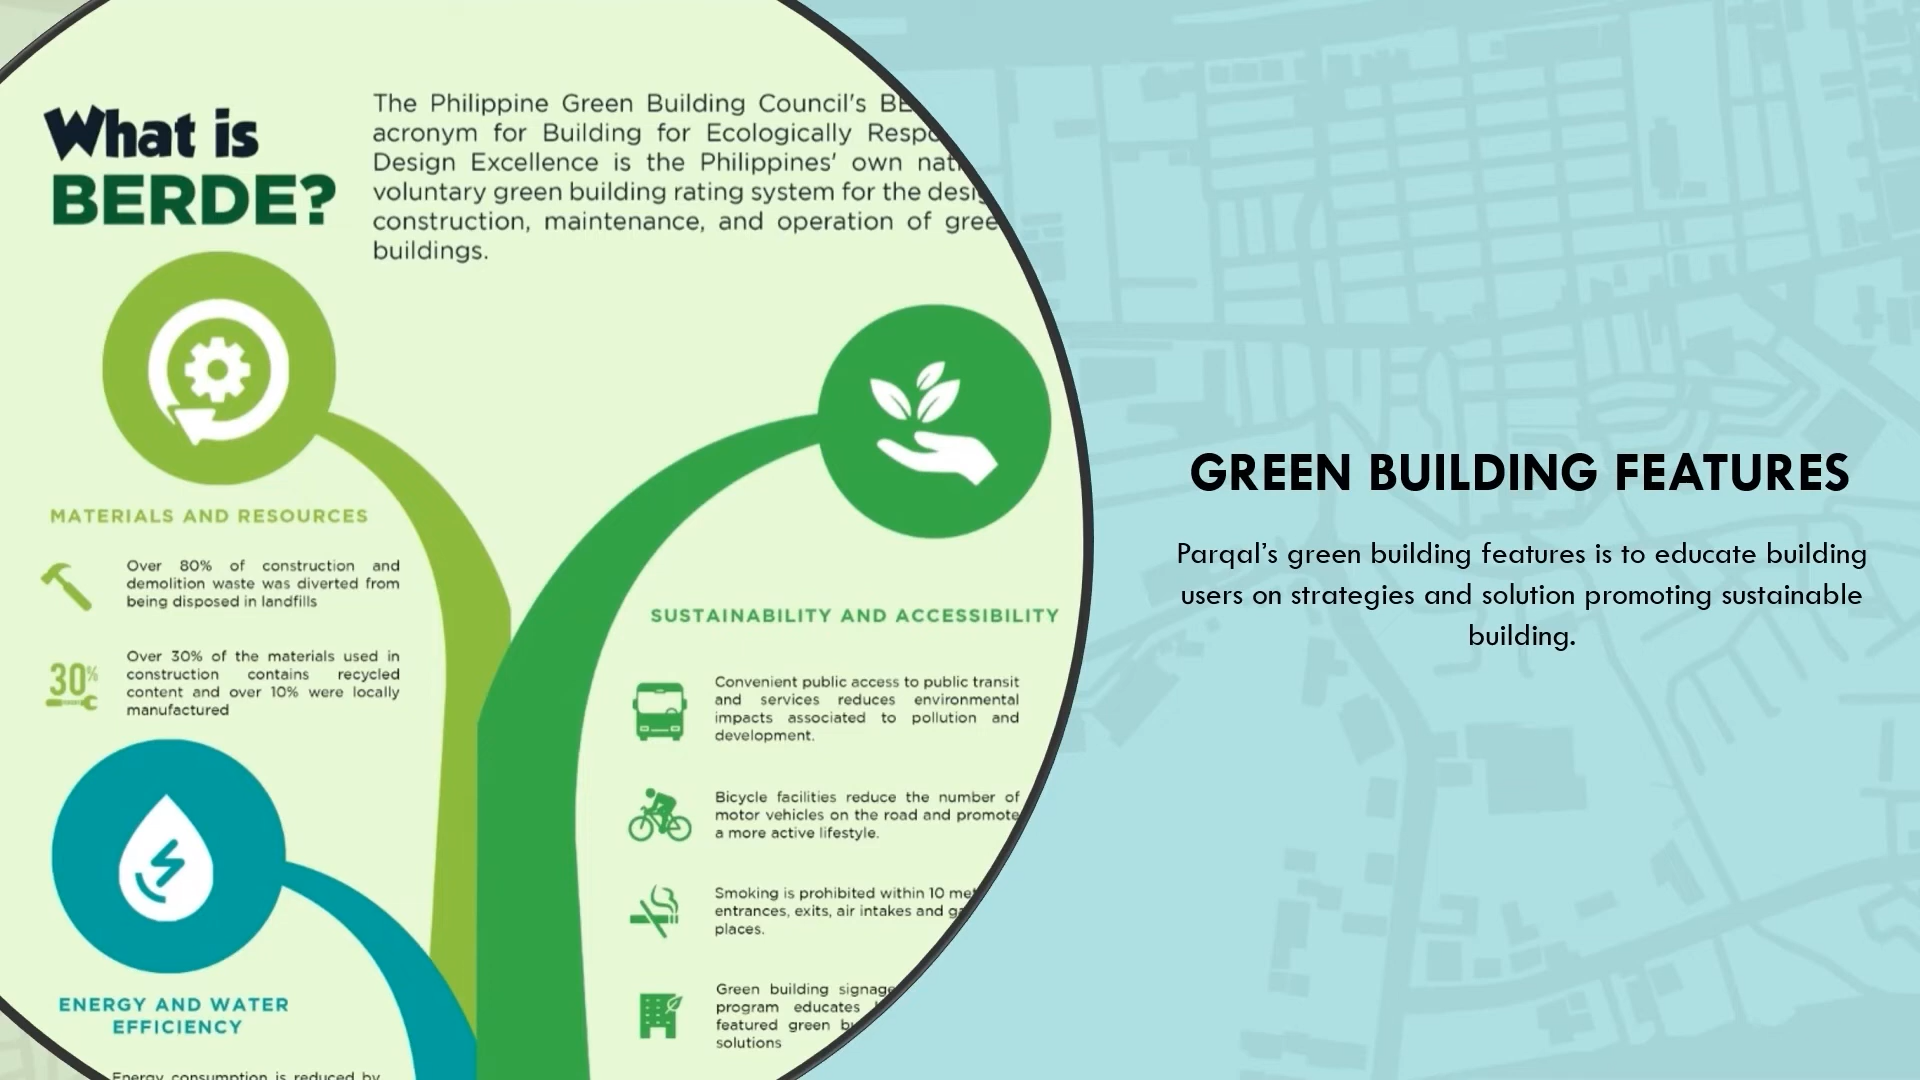 What is
BERDE?
The Philippine Green Building Council's
acronym for Building for Ecologically
Design Excellence is the Philippines' own
voluntary green building rating system for the
construction, maintenance, and operation of
buildings.
MATERIALS AND RESOURCES
Over 80% of construction and
demolition waste was diverted from
being disposed in landfills
30%
Over 30% of the materials used in
construction contains recycled
content and over 10% were locally
manufactured
ENERGY AND WATER
EFFICIENCY
Energy consumption is reduced by
SUSTAINABILITY AND ACCESSIBILITY
Convenient public access to public transit
and services reduces environmental
impacts associated to pollution and
development.
Bicycle facilities reduce the number of
motor vehicles on the road and promote
a more active lifestyle.
Smoking is prohibited within 10
entrances, exits, air intakes and
places.
Green building signage
program educates
featured green
solutions
GREEN BUILDING FEATURES
Parqal’s green building features is to educate building
users on strategies and solution promoting sustainable
building.